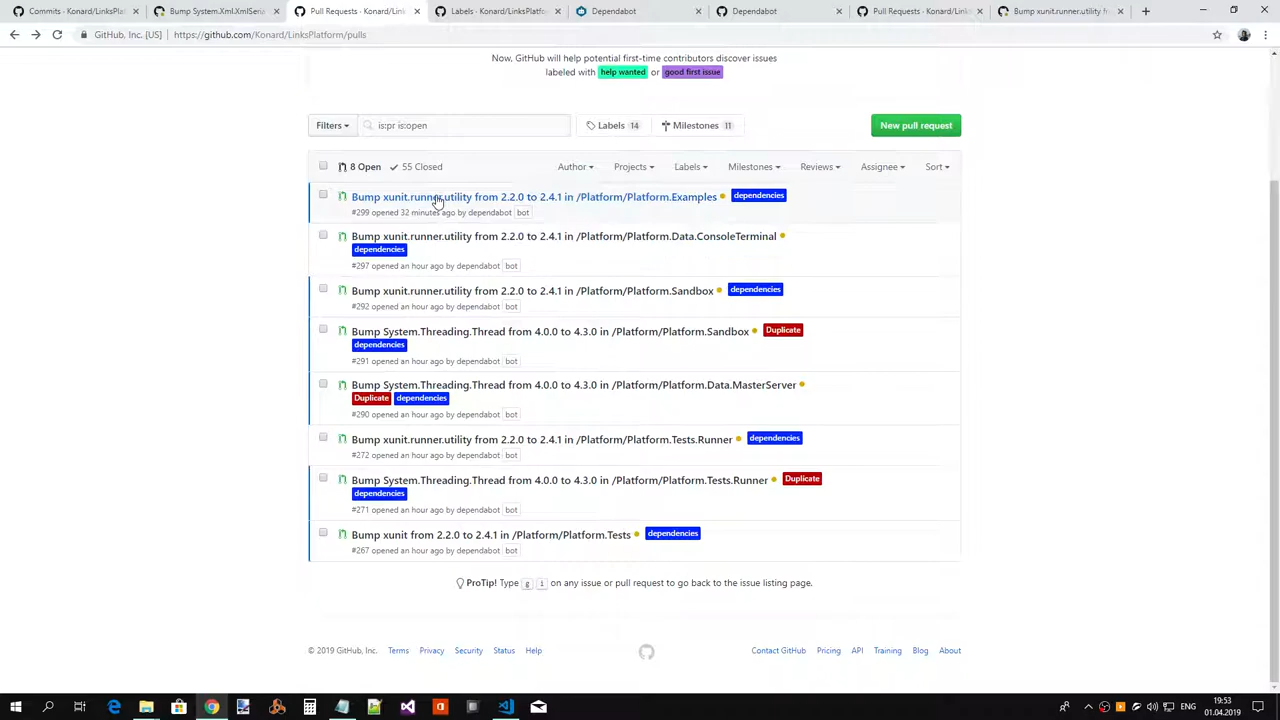 Commits - Konard/LinksPlatform
Bump System.Xml.XmlSeria
Pull Requests - Konard/Link
Labels - Konard/LinksPlatfo
Dependabot
Dependabot
Pull Requests - Konard/Link
Bump xunit.runner.utility f
GitHub, Inc. [US] | https://github.com/Konard/LinksPlatform/pulls
Now, GitHub will help potential first-time contributors discover issues
labeled with help wanted or good first issue
Filters is:pr is:open Labels 14 Milestones 11 New pull request
8 Open 55 Closed Author Projects Labels Milestones Reviews Assignee Sort
Bump xunit.runner.utility from 2.2.0 to 2.4.1 in /Platform/Platform.Examples dependencies
#299 opened 32 minutes ago by dependabot bot
Bump xunit.runner.utility from 2.2.0 to 2.4.1 in /Platform/Platform.Data.ConsoleTerminal
dependencies
#297 opened an hour ago by dependabot bot
Bump xunit.runner.utility from 2.2.0 to 2.4.1 in /Platform/Platform.Sandbox dependencies
#292 opened an hour ago by dependabot bot
Bump System.Threading.Thread from 4.0.0 to 4.3.0 in /Platform/Platform.Sandbox Duplicate
dependencies
#291 opened an hour ago by dependabot bot
Bump System.Threading.Thread from 4.0.0 to 4.3.0 in /Platform/Platform.Data.MasterServer
Duplicate dependencies
#290 opened an hour ago by dependabot bot
Bump xunit.runner.utility from 2.2.0 to 2.4.1 in /Platform/Platform.Tests.Runner dependencies
#272 opened an hour ago by dependabot bot
Bump System.Threading.Thread from 4.0.0 to 4.3.0 in /Platform/Platform.Tests.Runner Duplicate
dependencies
#271 opened an hour ago by dependabot bot
Bump xunit from 2.2.0 to 2.4.1 in /Platform/Platform.Tests dependencies
#267 opened an hour ago by dependabot bot
ProTip! Type g i on any issue or pull request to go back to the issue listing page.
© 2019 GitHub, Inc. Terms Privacy Security Status Help Contact GitHub Pricing API Training Blog About
ENG
19:53
01.04.2019